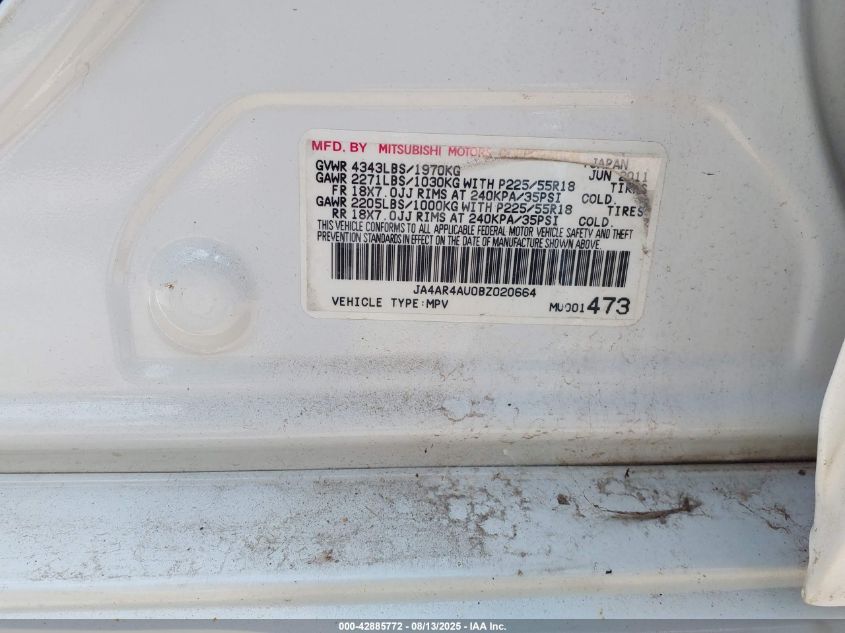 MFD. BY MITSUBISHI MOTORS JAPAN
GVWR 4343LBS/1970KG JUN 2011
GAWR 2271LBS/1030KG WITH P225/55R18 TIRES
FR 18X7.0JJ RIMS AT 240KPA/35PSI COLD.
GAWR 2205LBS/1000KG WITH P225/55R18 TIRES
RR 18X7.0JJ RIMS AT 240KPA/35PSI COLD.
THIS VEHICLE CONFORMS TO ALL APPLICABLE FEDERAL MOTOR VEHICLE SAFETY AND THEFT
PREVENTION STANDARDS IN EFFECT ON THE DATE OF MANUFACTURE SHOWN ABOVE.
JA4AR4AU0BZ020664
VEHICLE TYPE:MPV MU001473
000-42885772 - 08/13/2025 - IAA Inc.